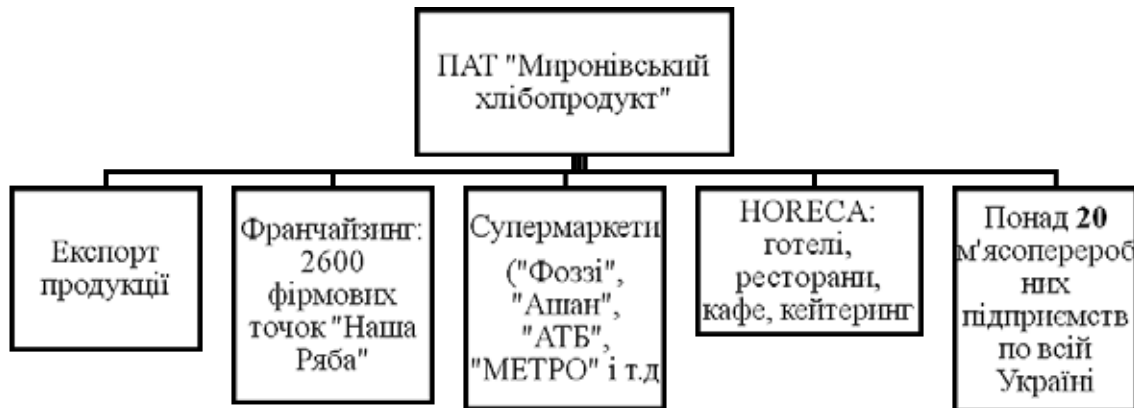 ПАТ "Миронівський
хлібопродукт"
Експорт
продукції
Франчайзинг:
2600
фірмових
точок "Наша
Ряба"
Супермаркети
("Фоззі",
"Ашан",
"АТБ",
"МЕТРО" і т.д
HORECA:
готелі,
ресторани,
кафе, кейтеринг
Понад 20
м'ясоперероб
них
підприємств
по всій
Україні